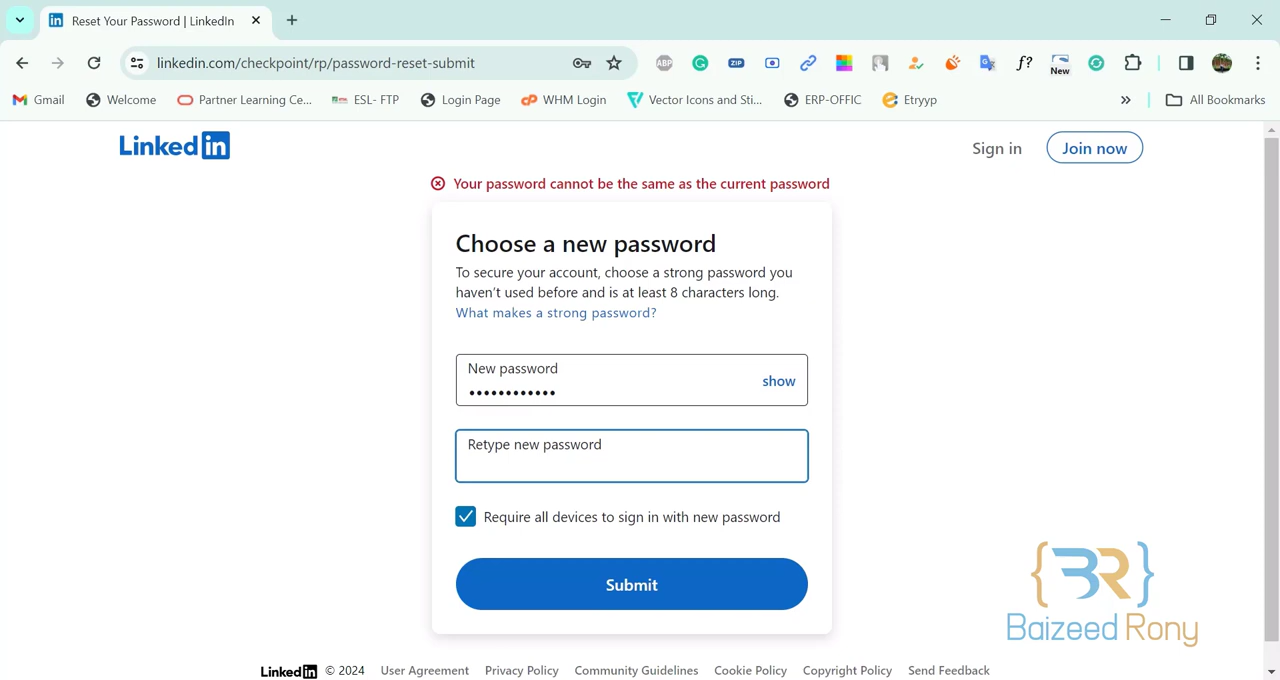 Reset Your Password | LinkedIn
linkedin.com/checkpoint/rp/password-reset-submit
ABP
ZIP
f?
New
Gmail
Welcome
Partner Learning Ce...
ESL- FTP
Login Page
WHM Login
Vector Icons and Sti...
ERP-OFFIC
Etryyp
All Bookmarks
Linked in
Sign in
Join now
Your password cannot be the same as the current password
Choose a new password
To secure your account, choose a strong password you
haven’t used before and is at least 8 characters long.
What makes a strong password?
New password
••••••••••••
show
Retype new password
Require all devices to sign in with new password
Submit
{BR}
Baizeed Rony
Linked in © 2024 User Agreement Privacy Policy Community Guidelines Cookie Policy Copyright Policy Send Feedback